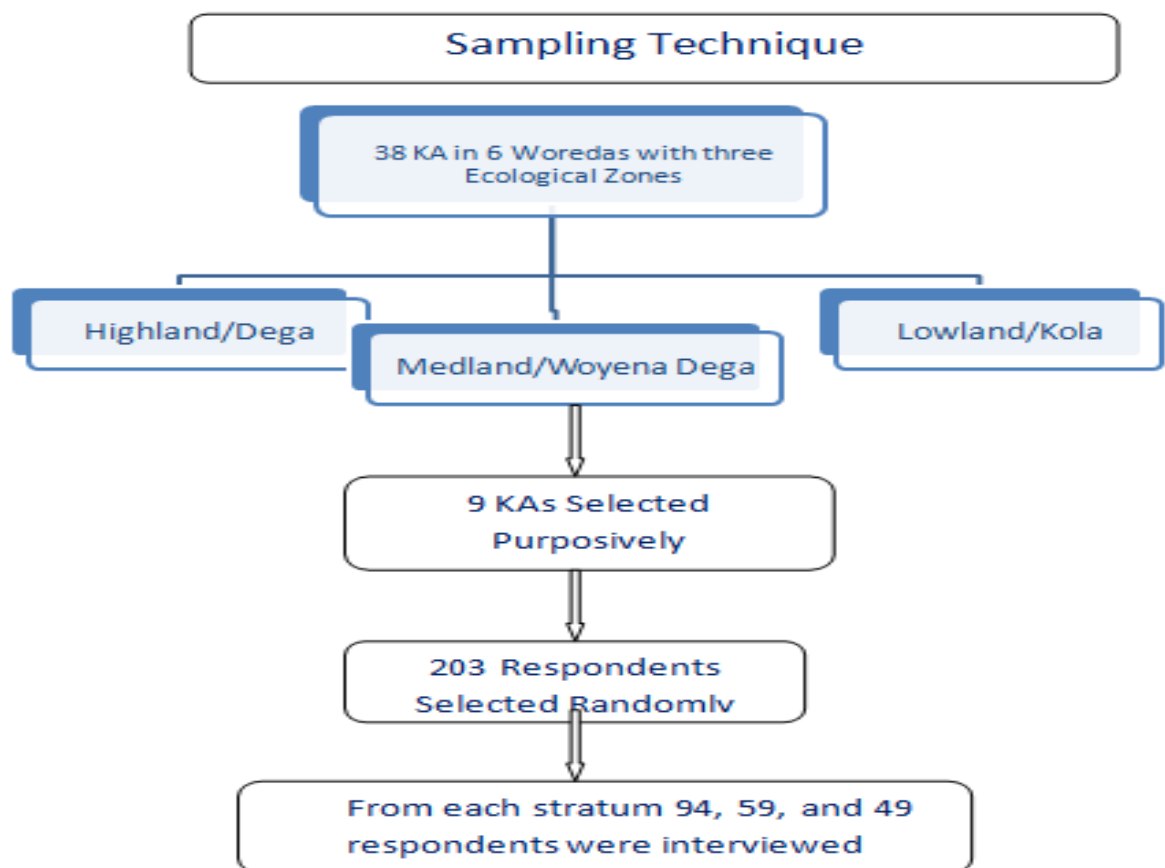 Sampling Technique
38 KA in 6 Woredas with three
Ecological Zones
Highland/Dega
Medland/Woyena Dega
Lowland/Kola
9 KAs Selected
Purposively
203 Respondents
Selected Randomly
From each stratum 94, 59, and 49
respondents were interviewed